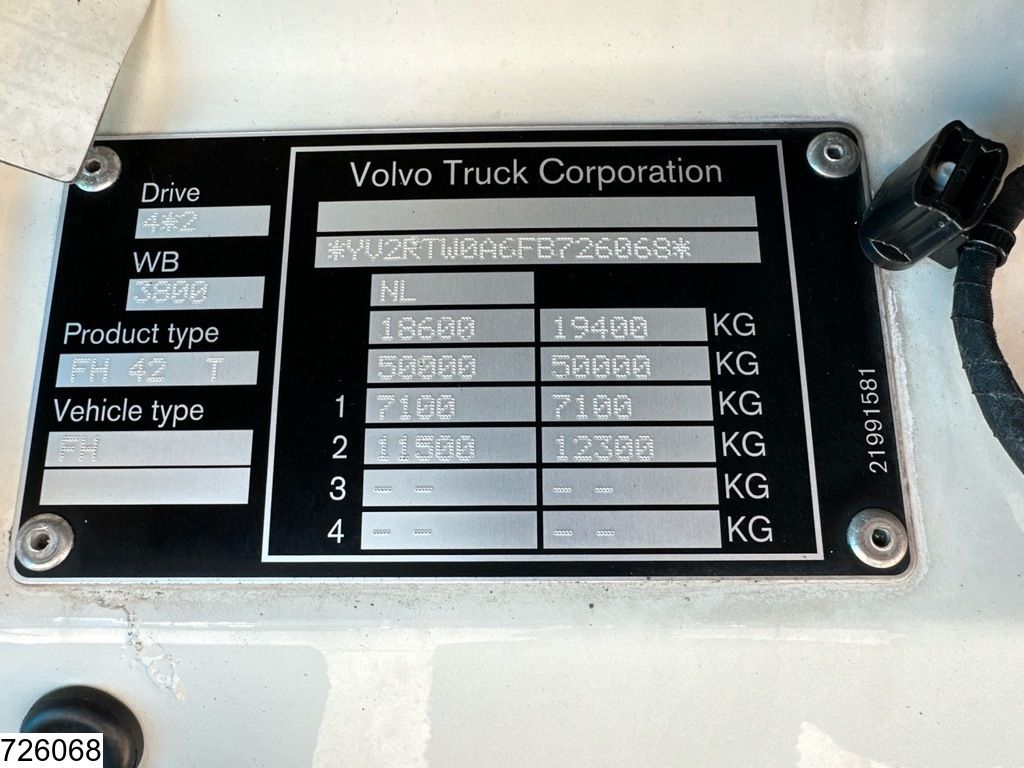 Volvo Truck Corporation
*YV2RTW0A6FB726068*
NL
18600 19400 KG
50000 50000 KG
1 7100 7100 KG
2 11500 12300 KG
3 -- -- -- -- KG
4 -- -- -- -- KG
Drive
4*2
WB
3800
Product type
FH 42 T
Vehicle type
FH
21991581
726068